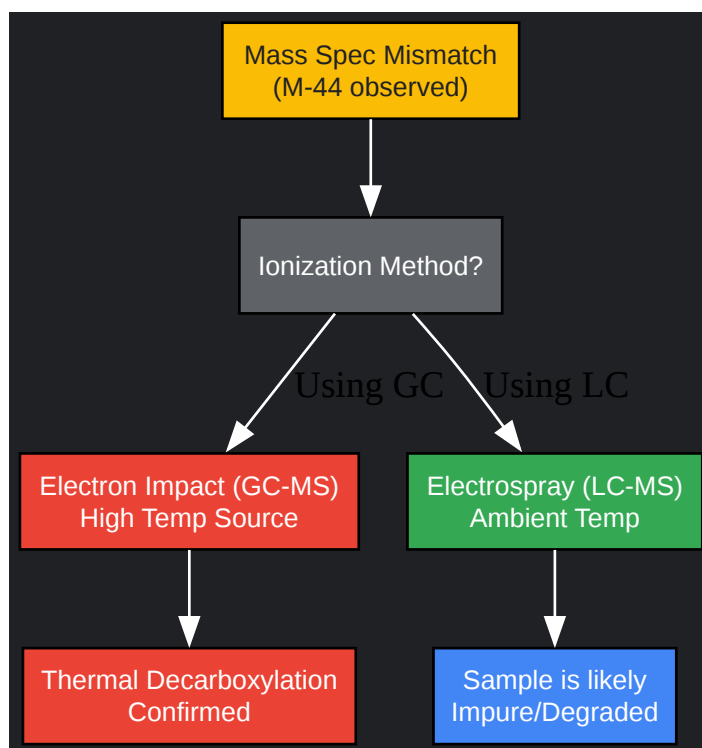 Mass Spec Mismatch
(M-44 observed)
Ionization Method?
Using GC
Using LC
Electron Impact (GC-MS)
High Temp Source
Electrospray (LC-MS)
Ambient Temp
Thermal Decarboxylation
Confirmed
Sample is likely
Impure/Degraded